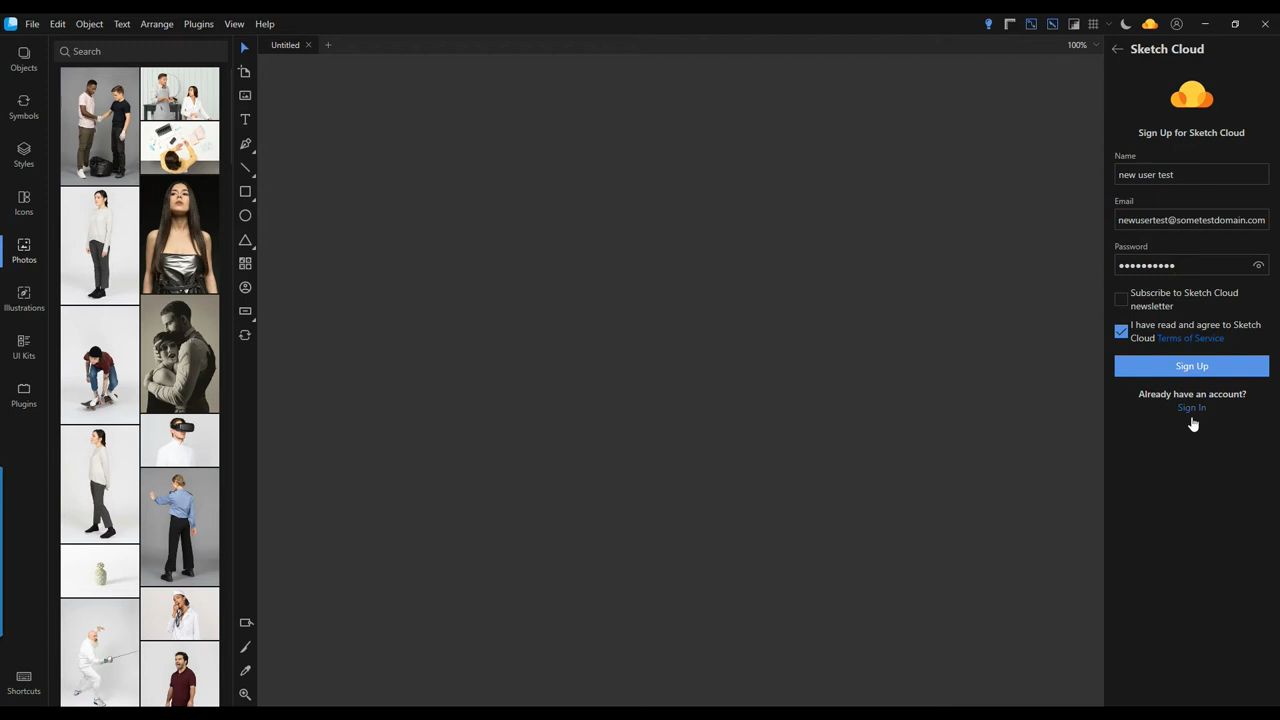 File Edit Object Text Arrange Plugins View Help
Search
Untitled
100%
Objects
Symbols
Styles
Icons
Photos
Illustrations
UI Kits
Plugins
Shortcuts
Sketch Cloud
Sign Up for Sketch Cloud
Name
new user test
Email
newusertest@sometestdomain.com
Password
Subscribe to Sketch Cloud
newsletter
I have read and agree to Sketch
Cloud Terms of Service
Sign Up
Already have an account?
Sign In